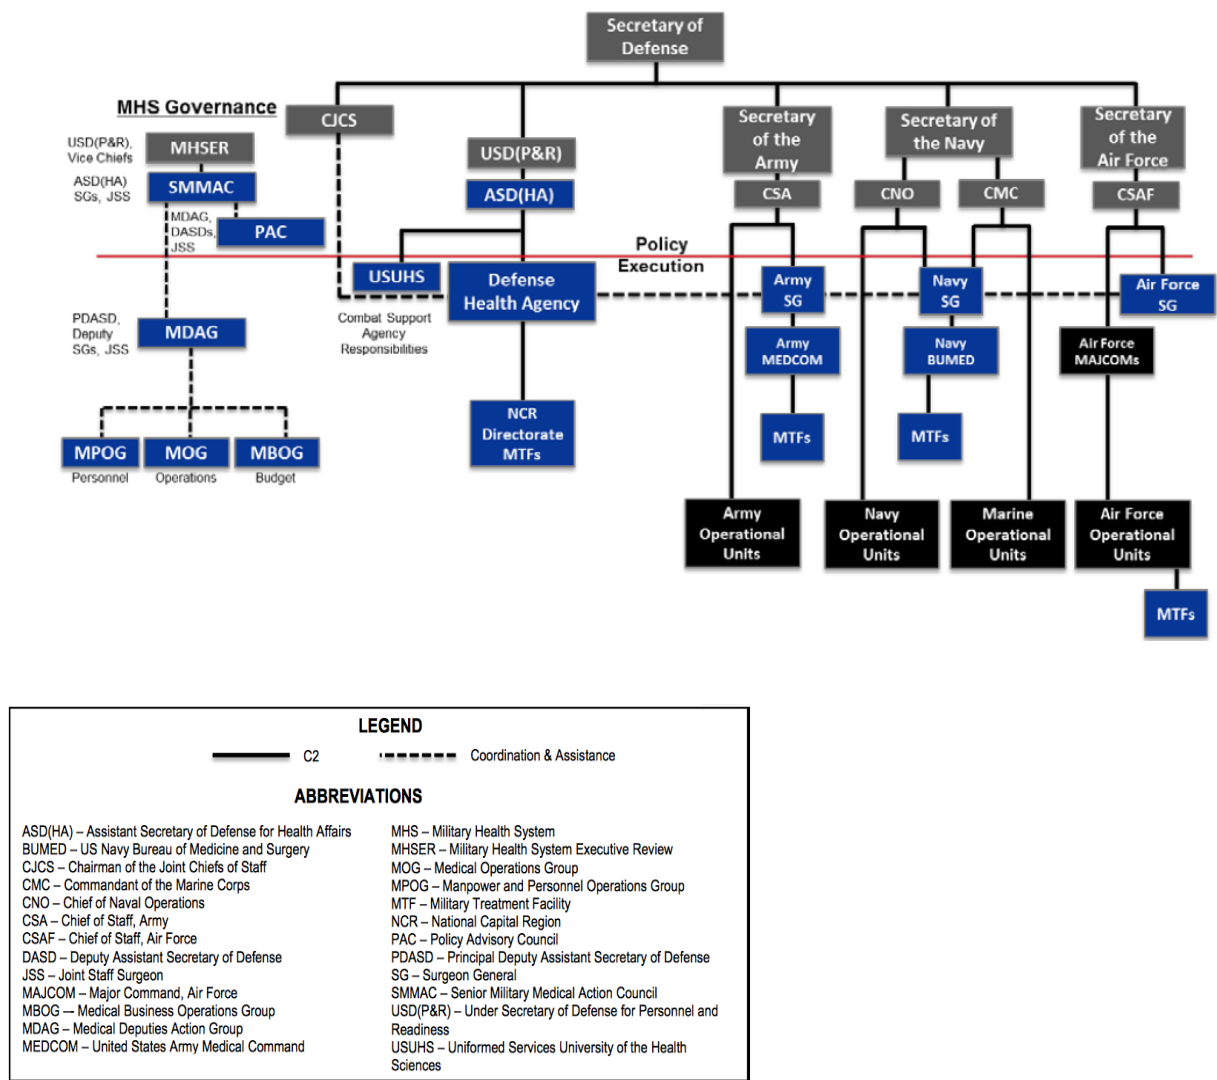 Secretary of
Defense
MHS Governance
CJCS
USD(P&R),
Vice Chiefs
MHSER
USD(P&R)
Secretary
of the
Army
Secretary of
the Navy
Secretary
of the
Air Force
ASD(HA)
SGs, JSS
SMMAC
ASD(HA)
CSA
CNO
CMC
CSAF
MDAG,
DASDs,
JSS
PAC
Policy
Execution
USUHS
Defense
Health Agency
Army
SG
Navy
SG
Air Force
SG
Combat Support
Agency
Responsibilities
PDASD,
Deputy
SGs, JSS
MDAG
Army
MEDCOM
Navy
BUMED
Air Force
MAJCOMs
NCR
Directorate
MTFs
MTFs
MTFs
MPOG
MOG
MBOG
Personnel
Operations
Budget
Army
Operational
Units
Navy
Operational
Units
Marine
Operational
Units
Air Force
Operational
Units
MTFs
LEGEND
C2
Coordination & Assistance
ABBREVIATIONS
ASD(HA) – Assistant Secretary of Defense for Health Affairs
BUMED – US Navy Bureau of Medicine and Surgery
CJCS – Chairman of the Joint Chiefs of Staff
CMC – Commandant of the Marine Corps
CNO – Chief of Naval Operations
CSA – Chief of Staff, Army
CSAF – Chief of Staff, Air Force
DASD – Deputy Assistant Secretary of Defense
JSS – Joint Staff Surgeon
MAJCOM – Major Command, Air Force
MBOG –- Medical Business Operations Group
MDAG – Medical Deputies Action Group
MEDCOM – United States Army Medical Command
MHS – Military Health System
MHSER – Military Health System Executive Review
MOG – Medical Operations Group
MPOG – Manpower and Personnel Operations Group
MTF – Military Treatment Facility
NCR – National Capital Region
PAC – Policy Advisory Council
PDASD – Principal Deputy Assistant Secretary of Defense
SG – Surgeon General
SMMAC – Senior Military Medical Action Council
USD(P&R) – Under Secretary of Defense for Personnel and
Readiness
USUHS – Uniformed Services University of the Health
Sciences